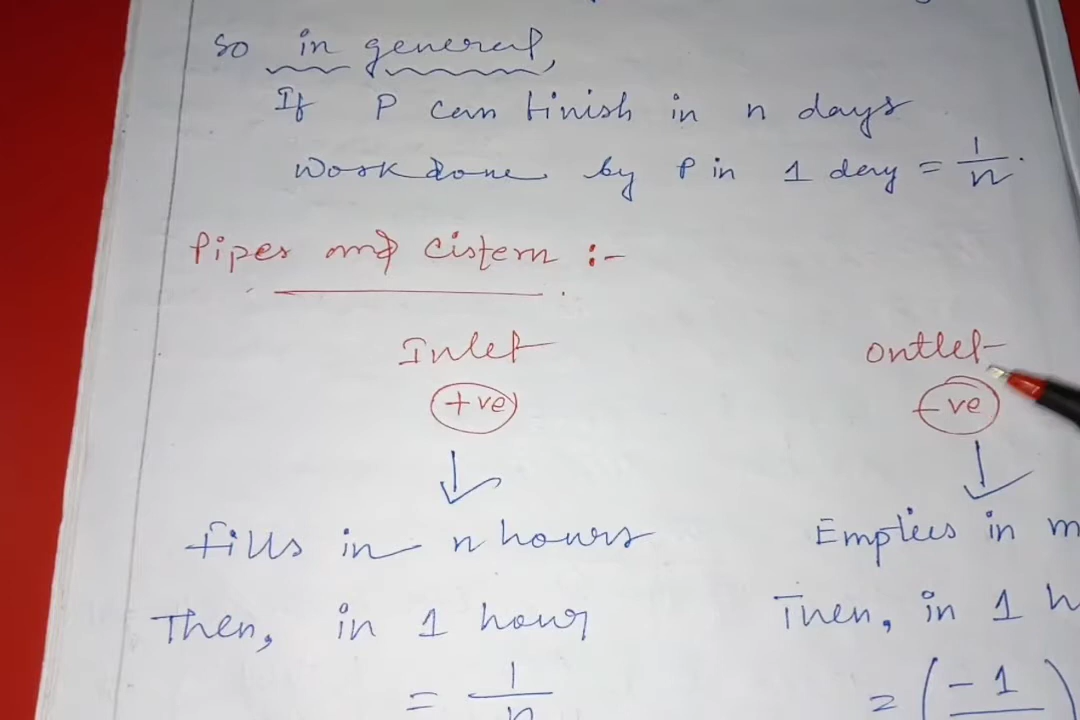 So in general,
If P can finish in n days
Work done by P in 1 day = 1/n.
Pipes and Cistern :-
Inlet Outlet
+ve -ve
fills in n hours Empties in m
Then, in 1 hour Then, in 1 h
= 1/n = (-1